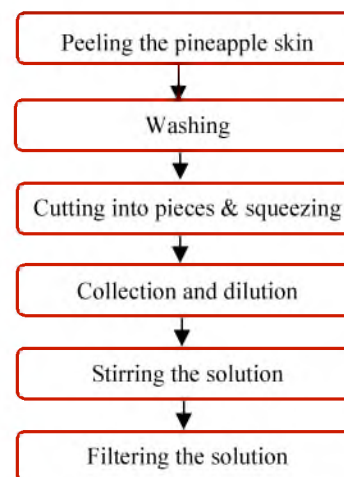 Peeling the pineapple skin
Washing
Cutting into pieces & squeezing
Collection and dilution
Stirring the solution
Filtering the solution